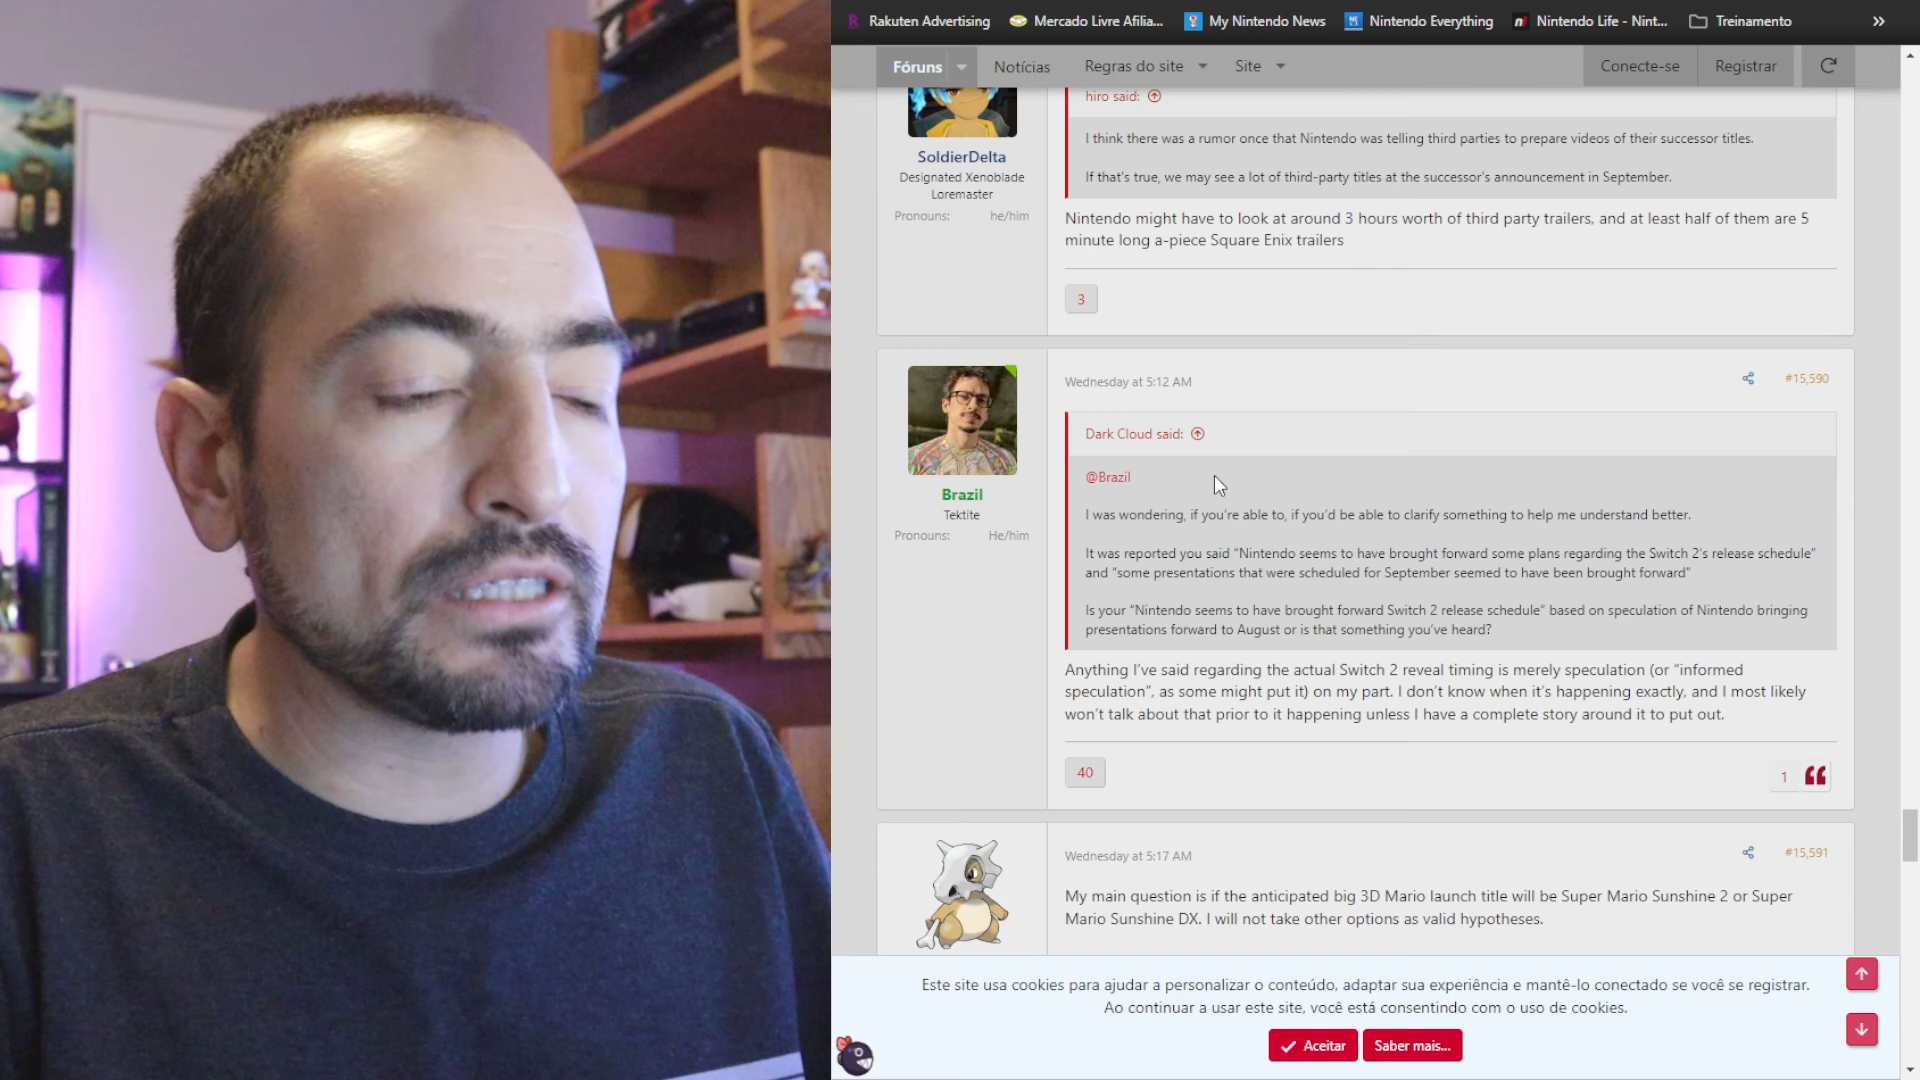 Rakuten Advertising
Mercado Livre Afilia...
My Nintendo News
Nintendo Everything
Nintendo Life - Nint...
Treinamento
Fóruns
Notícias
Regras do site
Site
Conecte-se
Registrar
SoldierDelta
Designated Xenoblade
Loremaster
Pronouns: he/him
hiro said:
I think there was a rumor once that Nintendo was telling third parties to prepare videos of their successor titles.
If that's true, we may see a lot of third-party titles at the successor's announcement in September.
Nintendo might have to look at around 3 hours worth of third party trailers, and at least half of them are 5
minute long a-piece Square Enix trailers
3
Brazil
Tektite
Pronouns: He/him
Wednesday at 5:12 AM
#15,590
Dark Cloud said:
@Brazil
I was wondering, if you're able to, if you'd be able to clarify something to help me understand better.
It was reported you said “Nintendo seems to have brought forward some plans regarding the Switch 2's release schedule”
and “some presentations that were scheduled for September seemed to have been brought forward”
Is your “Nintendo seems to have brought forward Switch 2 release schedule” based on speculation of Nintendo bringing
presentations forward to August or is that something you've heard?
Anything I've said regarding the actual Switch 2 reveal timing is merely speculation (or “informed
speculation”, as some might put it) on my part. I don't know when it's happening exactly, and I most likely
won't talk about that prior to it happening unless I have a complete story around it to put out.
40
1
Wednesday at 5:17 AM
#15,591
My main question is if the anticipated big 3D Mario launch title will be Super Mario Sunshine 2 or Super
Mario Sunshine DX. I will not take other options as valid hypotheses.
Este site usa cookies para ajudar a personalizar o conteúdo, adaptar sua experiência e mantê-lo conectado se você se registrar.
Ao continuar a usar este site, você está consentindo com o uso de cookies.
Aceitar
Saber mais...